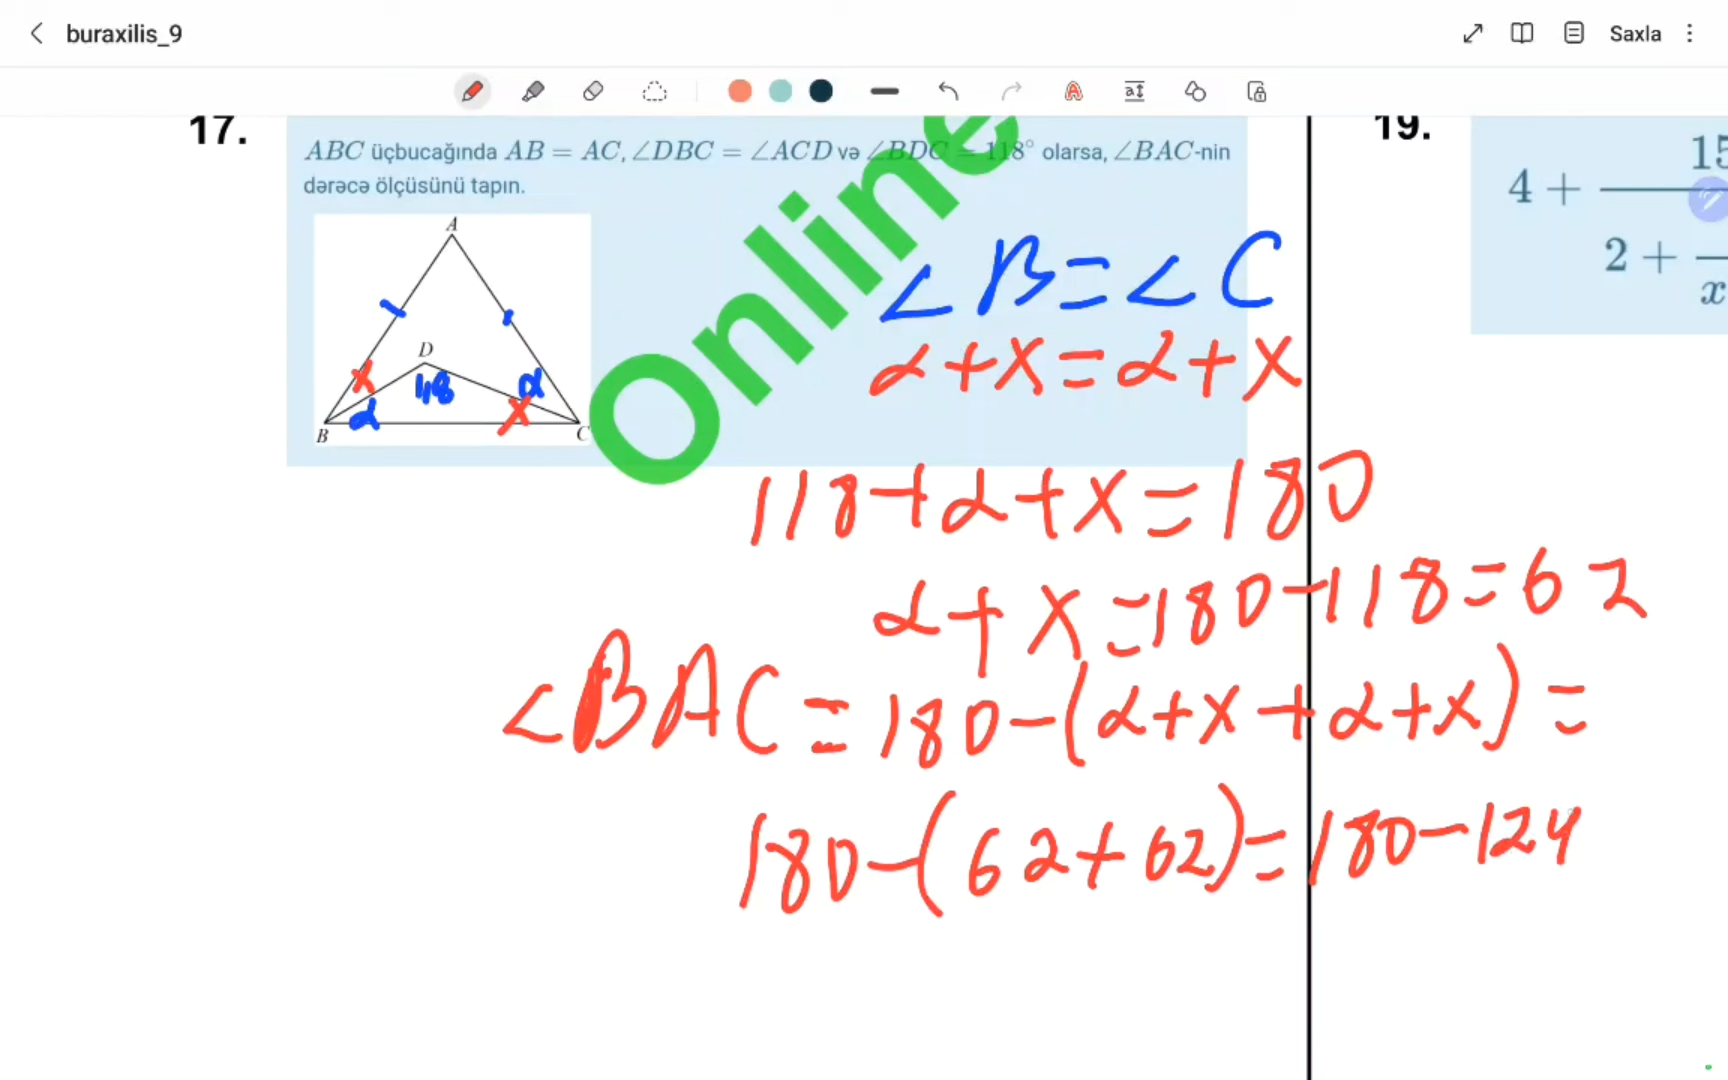 buraxilis_9
Saxla
17.
ABC üçbucağında AB = AC, ∠DBC = ∠ACD və ∠BDC = 118° olarsa, ∠BAC-nin
dərəcə ölçüsünü tapın.
A
D
B
C
x
α
118
α
x
Online
∠B=∠C
α+x=α+x
118+α+x=180
α+x=180-118=62
∠BAC=180-(α+x+α+x)=
180-(62+62)=180-124
19.
4 +
15
2 +
x